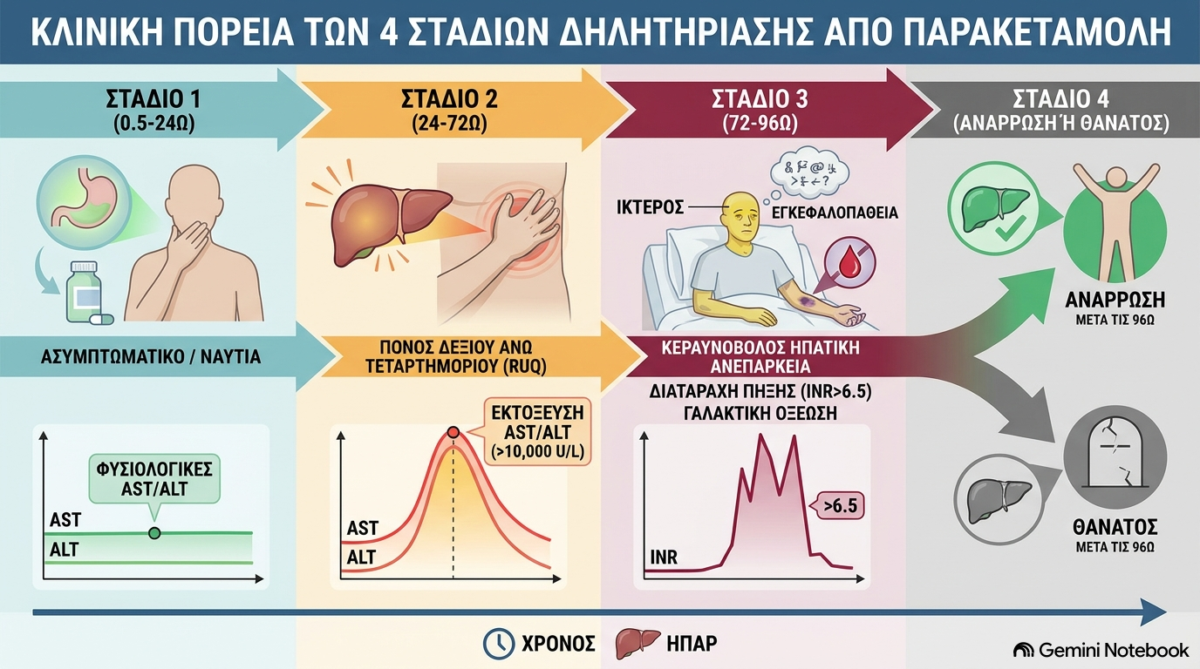 ΚΛΙΝΙΚΗ ΠΟΡΕΙΑ ΤΩΝ 4 ΣΤΑΔΙΩΝ ΔΗΛΗΤΗΡΙΑΣΗΣ ΑΠΟ ΠΑΡΑΚΕΤΑΜΟΛΗ
ΣΤΑΔΙΟ 1
(0.5-24Ω)
ΑΣΥΜΠΤΩΜΑΤΙΚΟ / ΝΑΥΤΙΑ
ΦΥΣΙΟΛΟΓΙΚΕΣ
AST/ALT
AST
ALT
ΣΤΑΔΙΟ 2
(24-72Ω)
ΠΟΝΟΣ ΔΕΞΙΟΥ ΑΝΩ
ΤΕΤΑΡΤΗΜΟΡΙΟΥ (RUQ)
ΕΚΤΟΞΕΥΣΗ
AST/ALT
(>10,000 U/L)
AST
ALT
ΣΤΑΔΙΟ 3
(72-96Ω)
ΙΚΤΕΡΟΣ
ΕΓΚΕΦΑΛΟΠΑΘΕΙΑ
ΚΕΡΑΥΝΟΒΟΛΟΣ ΗΠΑΤΙΚΗ
ΑΝΕΠΑΡΚΕΙΑ
ΔΙΑΤΑΡΑΧΗ ΠΗΞΗΣ (INR>6.5)
ΓΑΛΑΚΤΙΚΗ ΟΞΕΩΣΗ
>6.5
INR
ΣΤΑΔΙΟ 4
(ΑΝΑΡΡΩΣΗ Ή ΘΑΝΑΤΟΣ)
ΑΝΑΡΡΩΣΗ
ΜΕΤΑ ΤΙΣ 96Ω
ΘΑΝΑΤΟΣ
ΜΕΤΑ ΤΙΣ 96Ω
ΧΡΟΝΟΣ
ΗΠΑΡ
Gemini Notebook